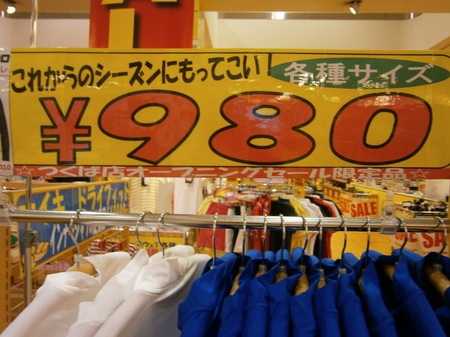 これからのシーズンにもってこい!
各種サイズ
¥980
☆つくば店オープニングセール限定品☆
SALE
SALE